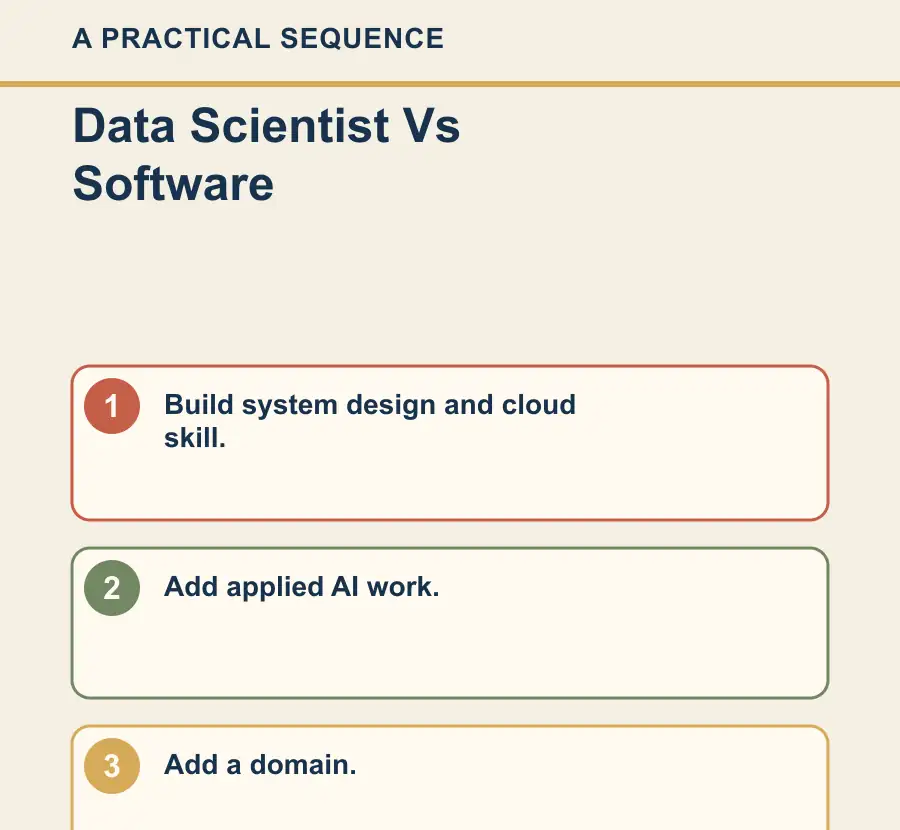 A PRACTICAL SEQUENCE
Data Scientist Vs
Software
1
Build system design and cloud
skill.
2
Add applied AI work.
3
Add a domain.